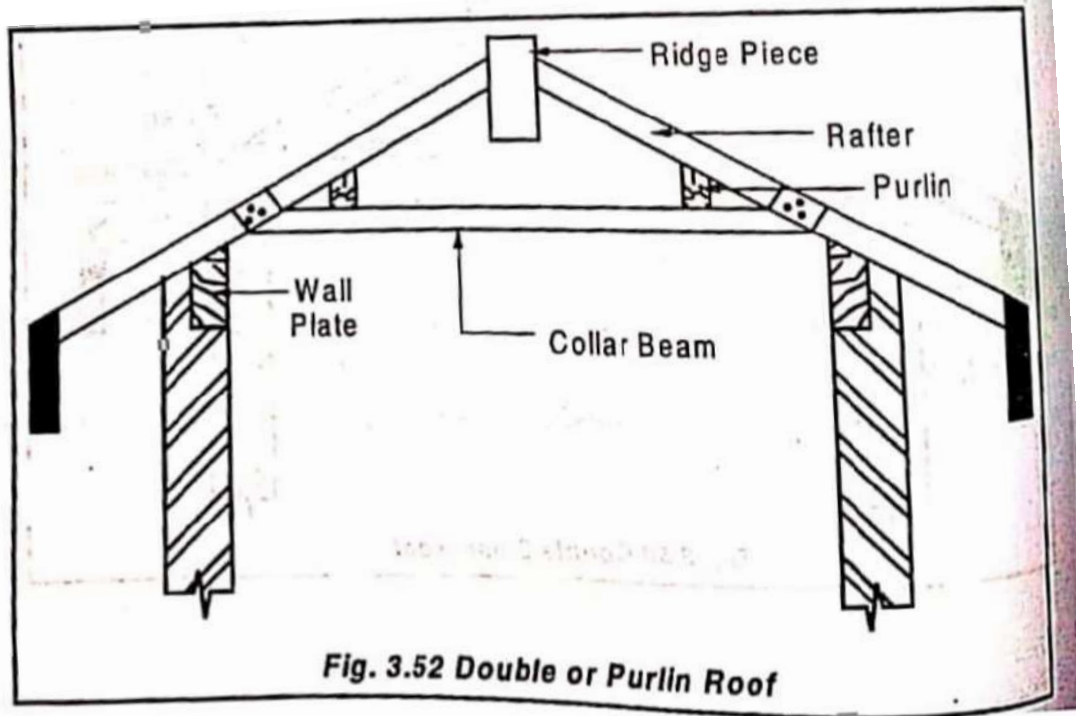 Ridge Piece
Rafter
Purlin
Wall
Plate
Collar Beam
Fig. 3.52 Double or Purlin Roof